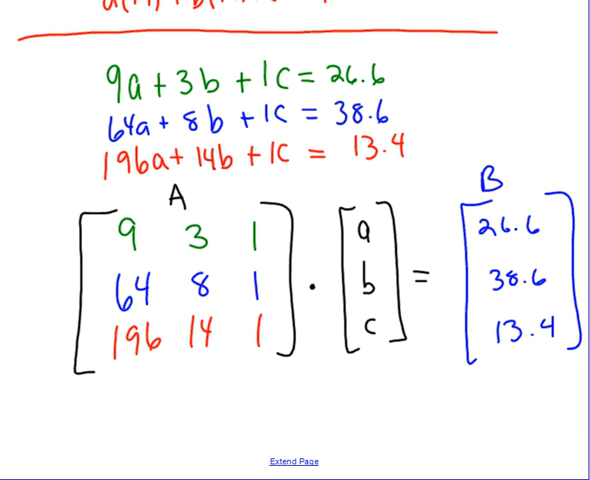 9a + 3b + 1c = 26.6
64a + 8b + 1c = 38.6
196a + 14b + 1c = 13.4
A B
9 3 1 a 26.6
64 8 1 · b = 38.6
196 14 1 c 13.4
Extend Page